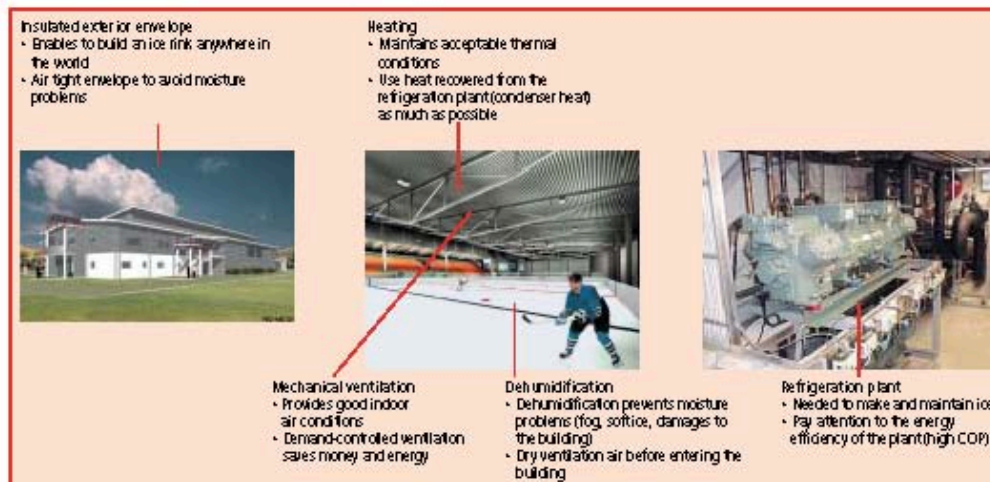 Insulated exterior envelope
• Enables to build an ice rink anywhere in
the world
• Air tight envelope to avoid moisture
problems
Heating
• Maintains acceptable thermal
conditions
• Use heat recovered from the
refrigeration plant (condenser heat)
as much as possible
Mechanical ventilation
• Provides good indoor
air conditions
• Demand-controlled ventilation
saves money and energy
Dehumidification
• Dehumidification prevents moisture
problems (fog, soft ice, damages to
the building)
• Dry ventilation air before entering the
building
Refrigeration plant
• Needed to make and maintain ice
• Pay attention to the energy
efficiency of the plant (high COP)